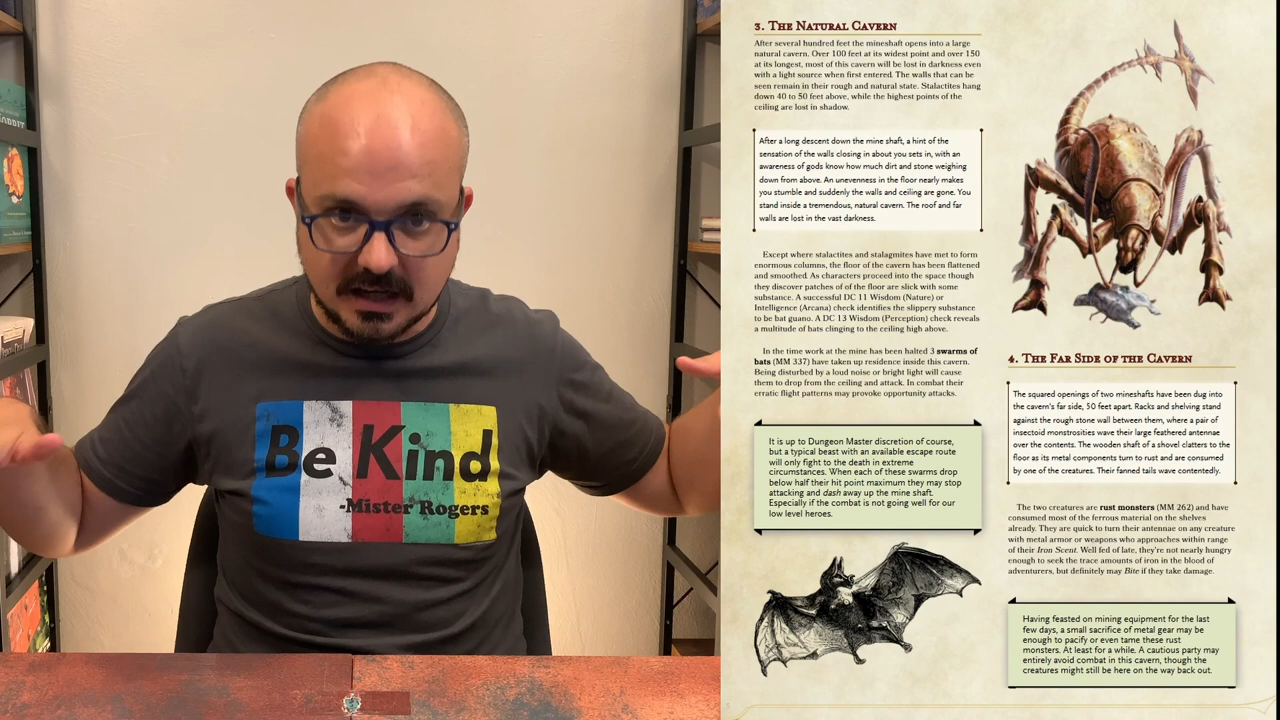 Be Kind
-Mister Rogers
3. The Natural Cavern
After several hundred feet the mineshaft opens into a large
natural cavern. Over 100 feet at its widest point and over 150
at its longest, most of this cavern will be lost in darkness even
with a light source when first entered. The walls that can be
seen remain in their rough and natural state. Stalactites hang
down 40 to 50 feet above, while the highest points of the
ceiling are lost in shadow.
After a long descent down the mine shaft, a hint of the
sensation of the walls closing in about you sets in, with an
awareness of gods know how much dirt and stone weighing
down from above. An unevenness in the floor nearly makes
you stumble and suddenly the walls and ceiling are gone. You
stand inside a tremendous, natural cavern. The roof and far
walls are lost in the vast darkness.
Except where stalactites and stalagmites have met to form
enormous columns, the floor of the cavern has been flattened
and smoothed. As characters proceed into the space though
they discover patches of of the floor are slick with some
substance. A successful DC 11 Wisdom (Nature) or
Intelligence (Arcana) check identifies the slippery substance
to be bat guano. A DC 13 Wisdom (Perception) check reveals
a multitude of bats clinging to the ceiling high above.
In the time work at the mine has been halted 3 swarms of
bats (MM 337) have taken up residence inside this cavern.
Being disturbed by a loud noise or bright light will cause
them to drop from the ceiling and attack. In combat their
erratic flight patterns may provoke opportunity attacks.
It is up to Dungeon Master discretion of course,
but a typical beast with an available escape route
will only fight to the death in extreme
circumstances. When each of these swarms drop
below half their hit point maximum they may stop
attacking and dash away up the mine shaft.
Especially if the combat is not going well for our
low level heroes.
4. The Far Side of the Cavern
The squared openings of two mineshafts have been dug into
the cavern's far side, 50 feet apart. Racks and shelving stand
against the rough stone wall between them, where a pair of
insectoid monstrosities wave their large feathered antennae
over the contents. The wooden shaft of a shovel clatters to the
floor as its metal components turn to rust and are consumed
by one of the creatures. Their fanned tails wave contentedly.
The two creatures are rust monsters (MM 262) and have
consumed most of the ferrous material on the shelves
already. They are quick to turn their antennae on any creature
with metal armor or weapons who approaches within range
of their Iron Scent. Well fed of late, they're not nearly hungry
enough to seek the trace amounts of iron in the blood of
adventurers, but definitely may Bite if they take damage.
Having feasted on mining equipment for the last
few days, a small sacrifice of metal gear may be
enough to pacify or even tame these rust
monsters. At least for a while. A cautious party may
entirely avoid combat in this cavern, though the
creatures might still be here on the way back out.